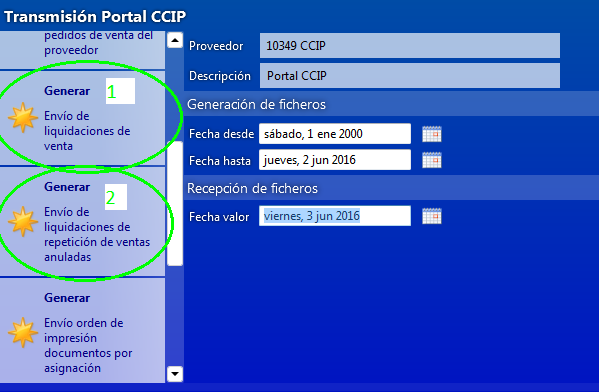 Transmisión Portal CCIP
pedidos de venta del
proveedor
Generar
1
Envío de
liquidaciones de
venta
Generar
2
Envío de
liquidaciones de
repetición de ventas
anuladas
Generar
Envío orden de
impresión
documentos por
asignación
Proveedor 10349 CCIP
Descripción Portal CCIP
Generación de ficheros
Fecha desde sábado, 1 ene 2000
Fecha hasta jueves, 2 jun 2016
Recepción de ficheros
Fecha valor viernes, 3 jun 2016